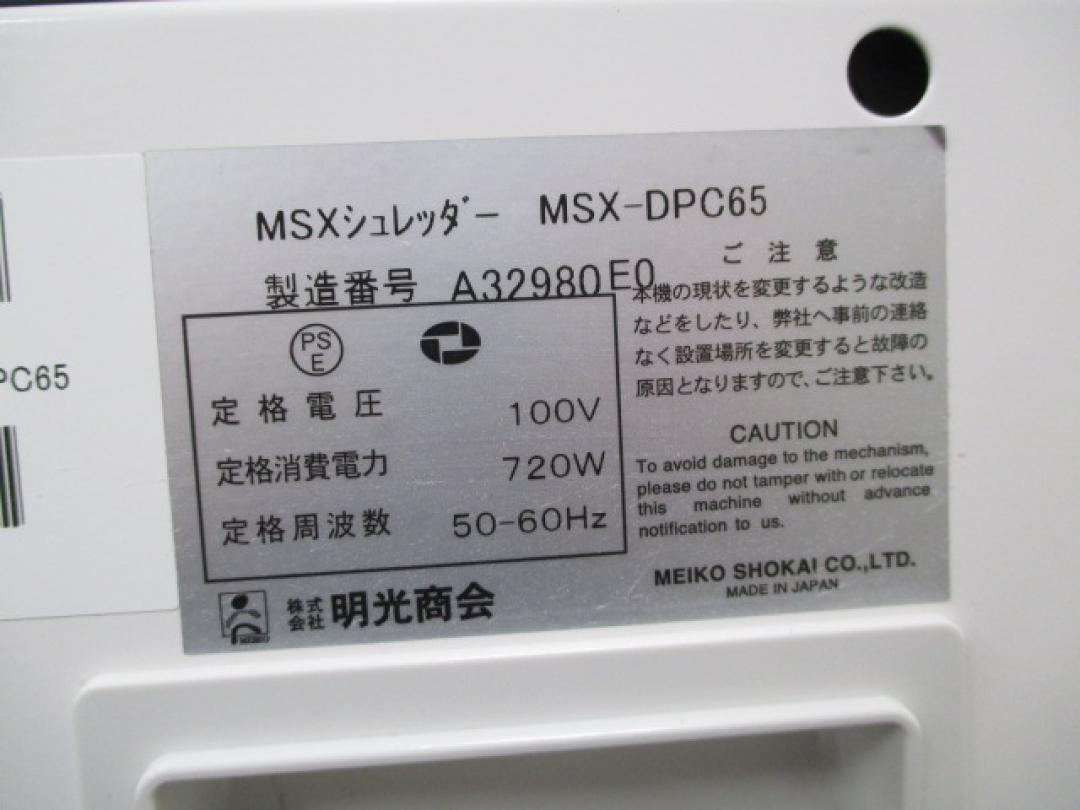 PC65
MSXシュレッダー MSX-DPC65
製造番号 A32980E0
PS
E
定格電圧 100V
定格消費電力 720W
定格周波数 50-60Hz
ご注意
本機の現状を変更するような改造
などをしたり、弊社へ事前の連絡
なく設置場所を変更すると故障の
原因となりますので、ご注意下さい。
CAUTION
To avoid damage to the mechanism,
please do not tamper with or relocate
this machine without advance
notification to us.
MEIKO SHOKAI CO.,LTD.
MADE IN JAPAN
株式会社 明光商会